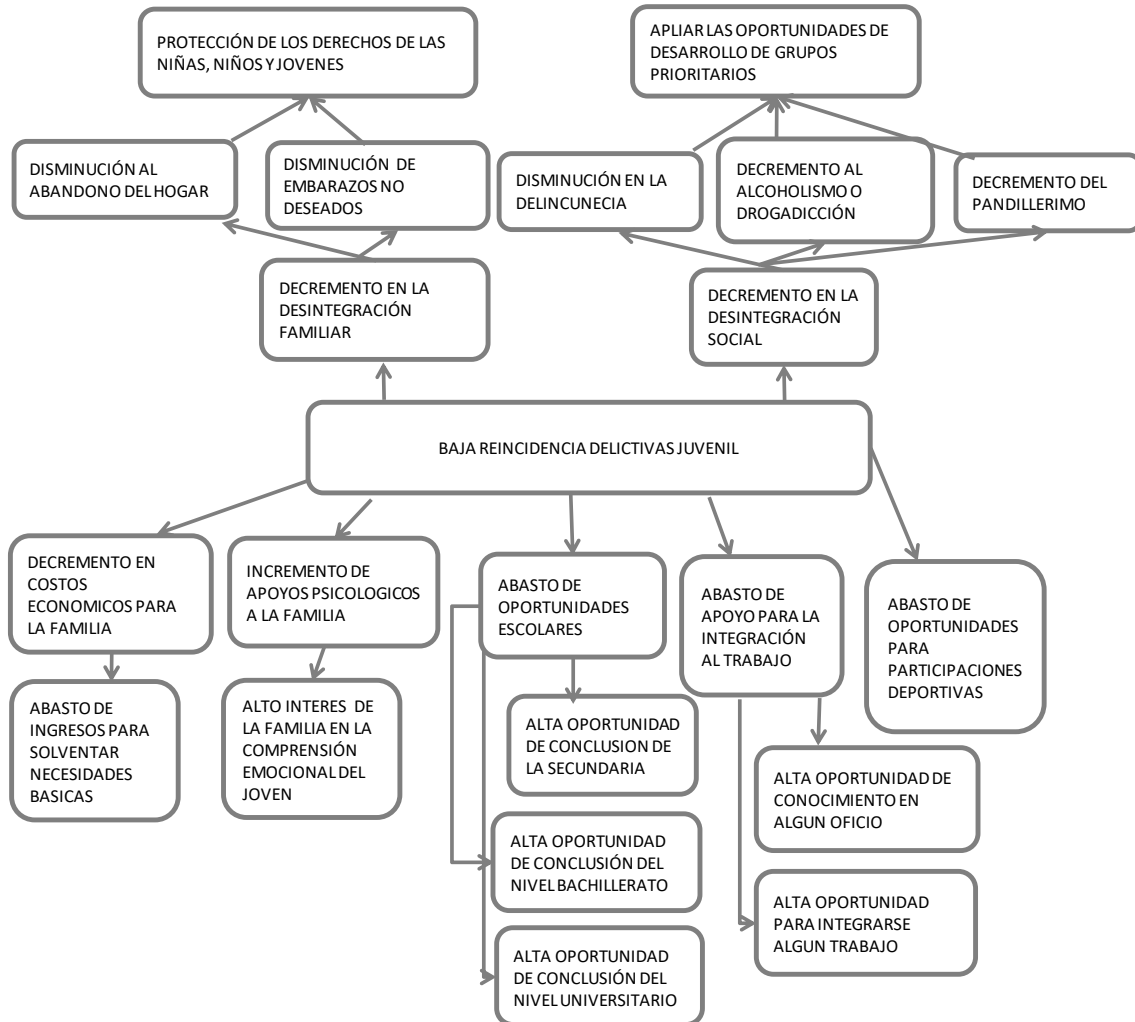 PROTECCIÓN DE LOS DERECHOS DE LAS
NIÑAS, NIÑOS Y JOVENES
APLIAR LAS OPORTUNIDADES DE
DESARROLLO DE GRUPOS
PRIORITARIOS
DISMINUCIÓN AL
ABANDONO DEL HOGAR
DISMINUCIÓN DE
EMBARAZOS NO
DESEADOS
DISMINUCIÓN EN LA
DELINCUNECIA
DECREMENTO AL
ALCOHOLISMO O
DROGADICCIÓN
DECREMENTO DEL
PANDILLERIMO
DECREMENTO EN LA
DESINTEGRACIÓN
FAMILIAR
DECREMENTO EN LA
DESINTEGRACIÓN
SOCIAL
BAJA REINCIDENCIA DELICTIVAS JUVENIL
DECREMENTO EN
COSTOS
ECONOMICOS PARA
LA FAMILIA
INCREMENTO DE
APOYOS PSICOLOGICOS
A LA FAMILIA
ABASTO DE
OPORTUNIDADES
ESCOLARES
ABASTO DE
APOYO PARA LA
INTEGRACIÓN
AL TRABAJO
ABASTO DE
OPORTUNIDADES
PARA
PARTICIPACIONES
DEPORTIVAS
ABASTO DE
INGRESOS PARA
SOLVENTAR
NECESIDADES
BASICAS
ALTO INTERES DE
LA FAMILIA EN LA
COMPRENSIÓN
EMOCIONAL DEL
JOVEN
ALTA OPORTUNIDAD
DE CONCLUSION DE
LA SECUNDARIA
ALTA OPORTUNIDAD DE
CONOCIMIENTO EN
ALGUN OFICIO
ALTA OPORTUNIDAD
DE CONCLUSIÓN DEL
NIVEL BACHILLERATO
ALTA OPORTUNIDAD
PARA INTEGRARSE
ALGUN TRABAJO
ALTA OPORTUNIDAD
DE CONCLUSIÓN DEL
NIVEL UNIVERSITARIO